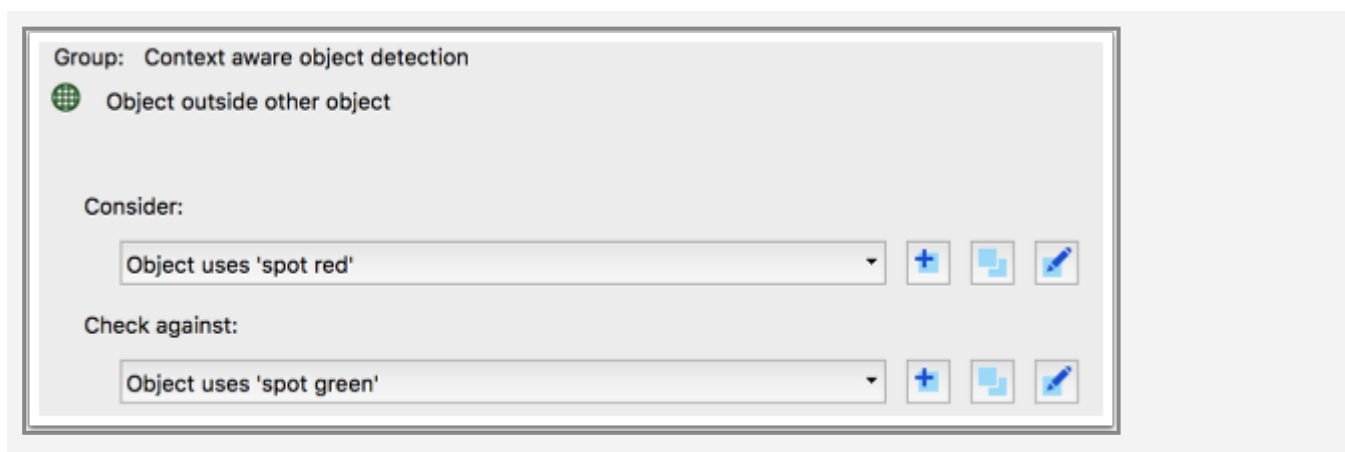 Group: Context aware object detection
Object outside other object
Consider:
Object uses 'spot red'
Check against:
Object uses 'spot green'